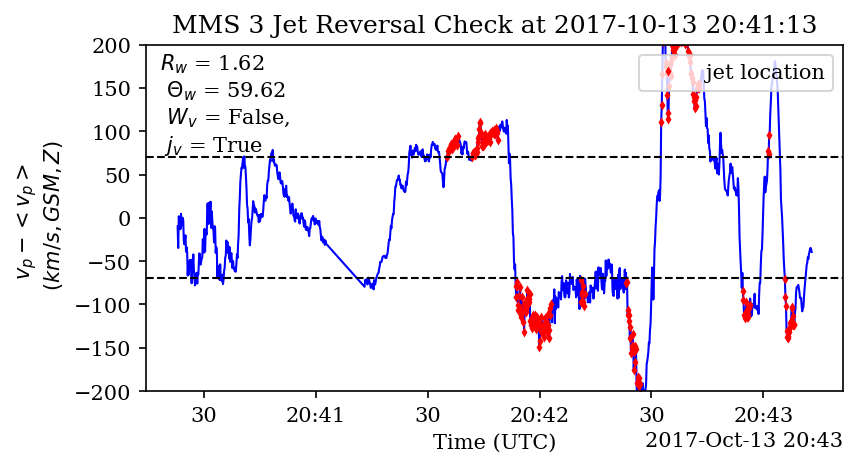 MMS 3 Jet Reversal Check at 2017-10-13 20:41:13
R_w = 1.62
Θ_w = 59.62
W_v = False,
j_v = True
jet location
v_p − < v_p >
(km/s, GSM, Z)
200
150
100
50
0
−50
−100
−150
−200
30 20:41 30 20:42 30 20:43
Time (UTC)
2017-Oct-13 20:43